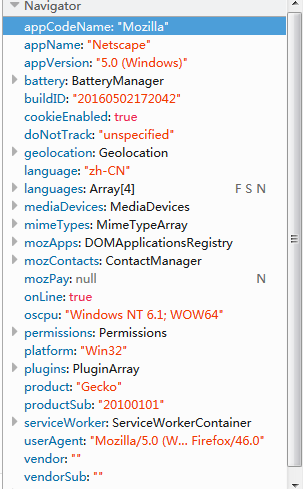 Navigator
appCodeName: "Mozilla"
appName: "Netscape"
appVersion: "5.0 (Windows)"
battery: BatteryManager
buildID: "20160502172042"
cookieEnabled: true
doNotTrack: "unspecified"
geolocation: Geolocation
language: "zh-CN"
languages: Array[4] F S N
mediaDevices: MediaDevices
mimeTypes: MimeTypeArray
mozApps: DOMApplicationsRegistry
mozContacts: ContactManager
mozPay: null N
onLine: true
oscpu: "Windows NT 6.1; WOW64"
permissions: Permissions
platform: "Win32"
plugins: PluginArray
product: "Gecko"
productSub: "20100101"
serviceWorker: ServiceWorkerContainer
userAgent: "Mozilla/5.0 (W... Firefox/46.0"
vendor: ""
vendorSub: ""